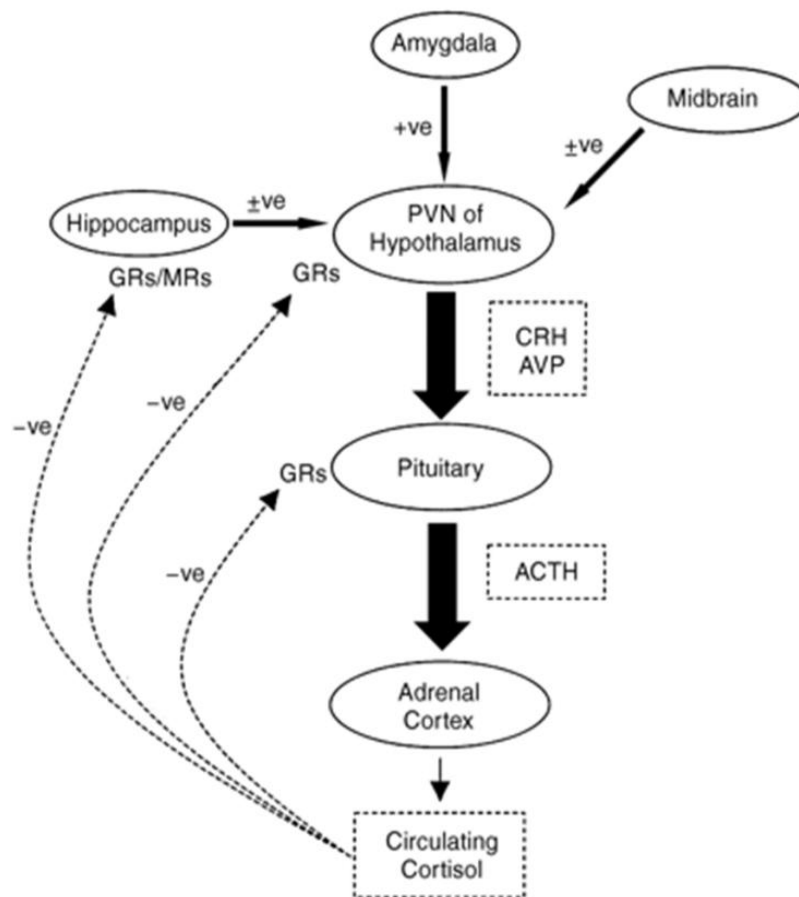 Amygdala
Midbrain
+ve
±ve
Hippocampus
±ve
PVN of
Hypothalamus
GRs/MRs
GRs
CRH
AVP
-ve
-ve
GRs
Pituitary
-ve
ACTH
Adrenal
Cortex
Circulating
Cortisol